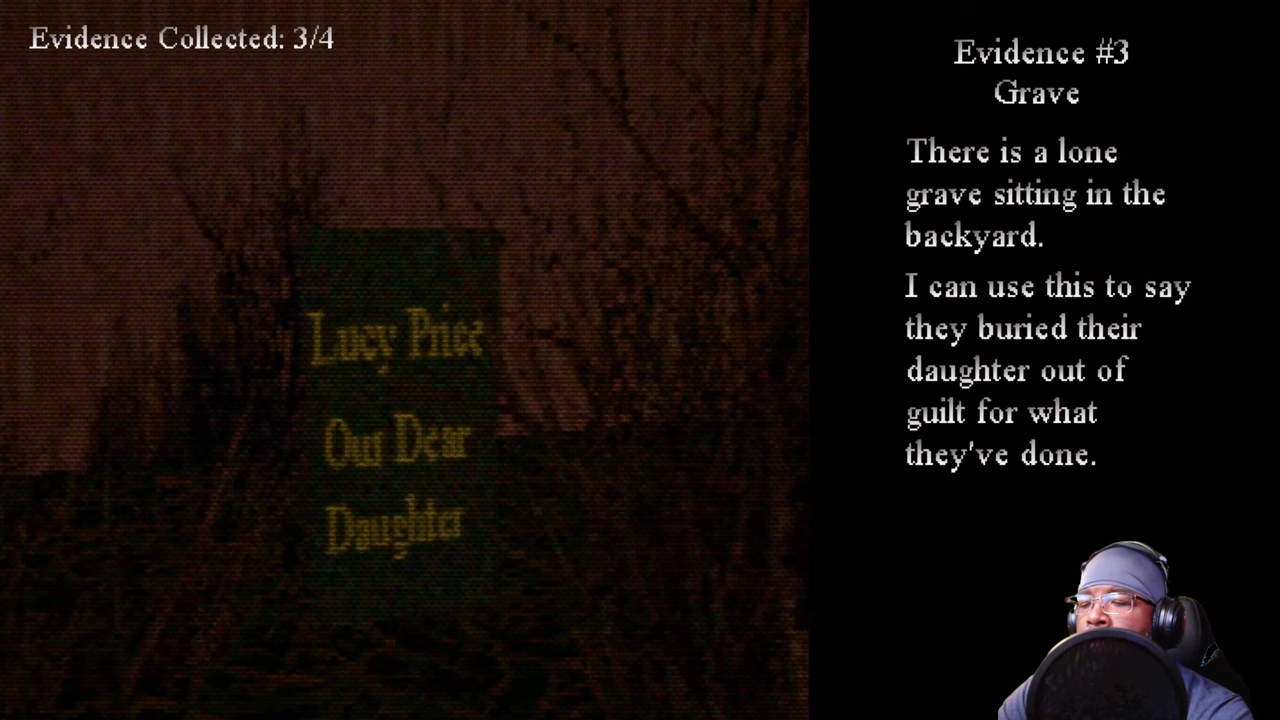 Evidence Collected: 3/4
Evidence #3
Grave
There is a lone
grave sitting in the
backyard.
I can use this to say
they buried their
daughter out of
guilt for what
they've done.
Lucy Price
Our Dear
Daughter